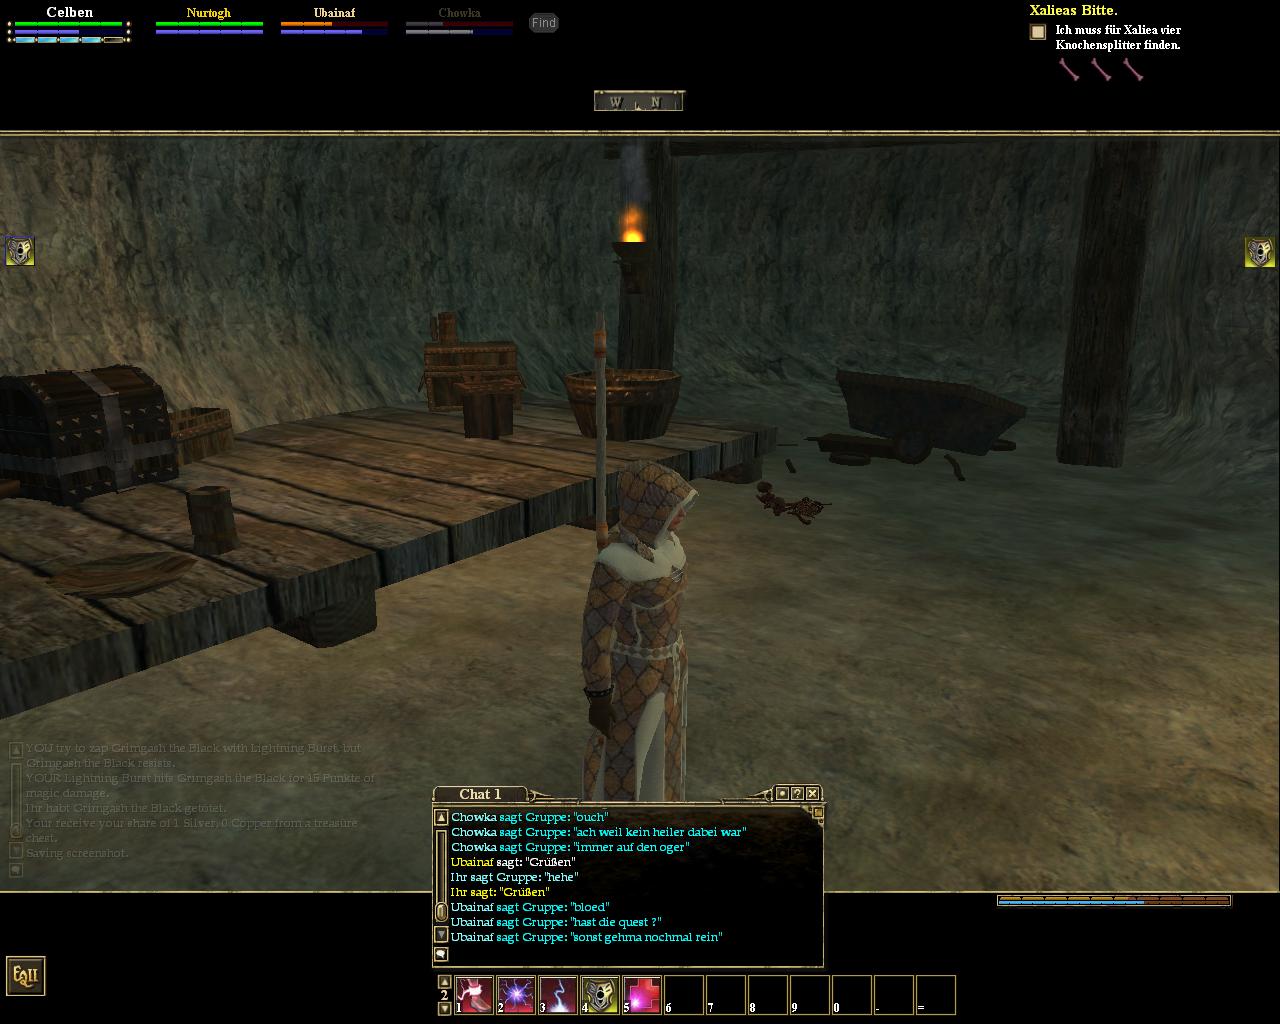 Celben
Nurtogh
Ubainaf
Chowka
Find
Xalieas Bitte.
Ich muss für Xaliea vier
Knochensplitter finden.
W N
YOU try to zap Grimgash the Black with Lightning Burst, but
Grimgash the Black resists.
YOUR Lightning Burst hits Grimgash the Black for 15 Punkte of
magic damage.
Ihr habt Grimgash the Black getötet.
Your receive your share of 1 Silver, 0 Copper from a treasure
chest.
Saving screenshot.
Chat 1
Chowka sagt Gruppe: "ouch"
Chowka sagt Gruppe: "ach weil kein heiler dabei war"
Chowka sagt Gruppe: "immer auf den oger"
Ubainaf sagt: "Grüßen"
Ihr sagt Gruppe: "hehe"
Ihr sagt: "Grüßen"
Ubainaf sagt Gruppe: "bloed"
Ubainaf sagt Gruppe: "hast die quest ?"
Ubainaf sagt Gruppe: "sonst gehma nochmal rein"
EQII
2
1 2 3 4 5 6 7 8 9 0 - =